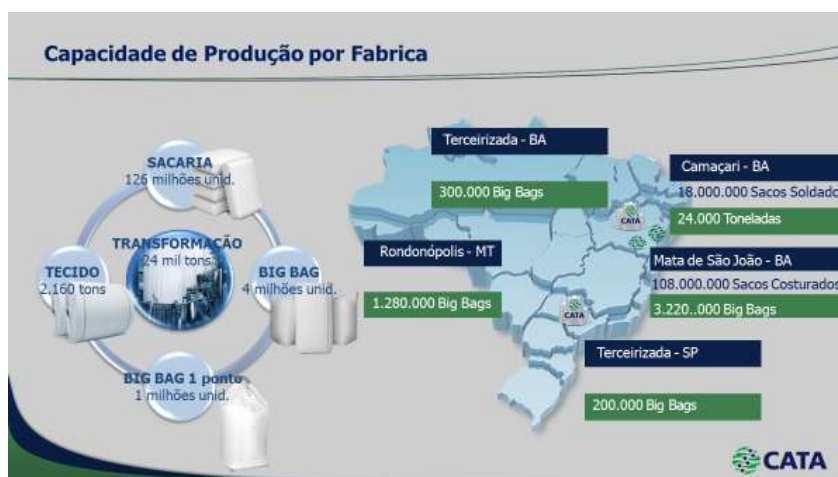 Capacidade de Produção por Fabrica
SACARIA
126 milhões unid.
TRANSFORMAÇÃO
24 mil tons
TECIDO
2.160 tons
BIG BAG
4 milhões unid.
BIG BAG 1 ponto
1 milhões unid.
Terceirizada - BA
300.000 Big Bags
Camaçari - BA
18.000.000 Sacos Soldado
24.000 Toneladas
CATA
Rondonópolis - MT
1.280.000 Big Bags
Mata de São João - BA
108.000.000 Sacos Costurados
3.220..000 Big Bags
CATA
Terceirizada - SP
200.000 Big Bags
CATA